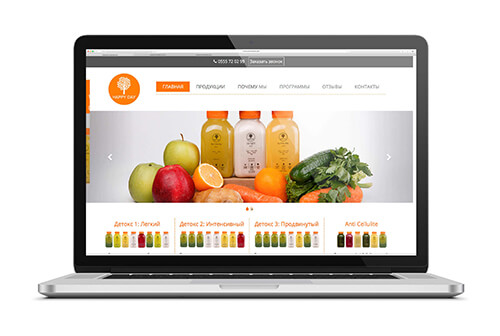 0555 72 02 55 Заказать звонок
HAPPY DAY
ГЛАВНАЯ ПРОДУКЦИИ ПОЧЕМУ МЫ ПРОГРАММЫ ОТЗЫВЫ КОНТАКТЫ
Детокс 1: Легкий Детокс 2: Интенсивный Детокс 3: Продвинутый Anti Cellulite